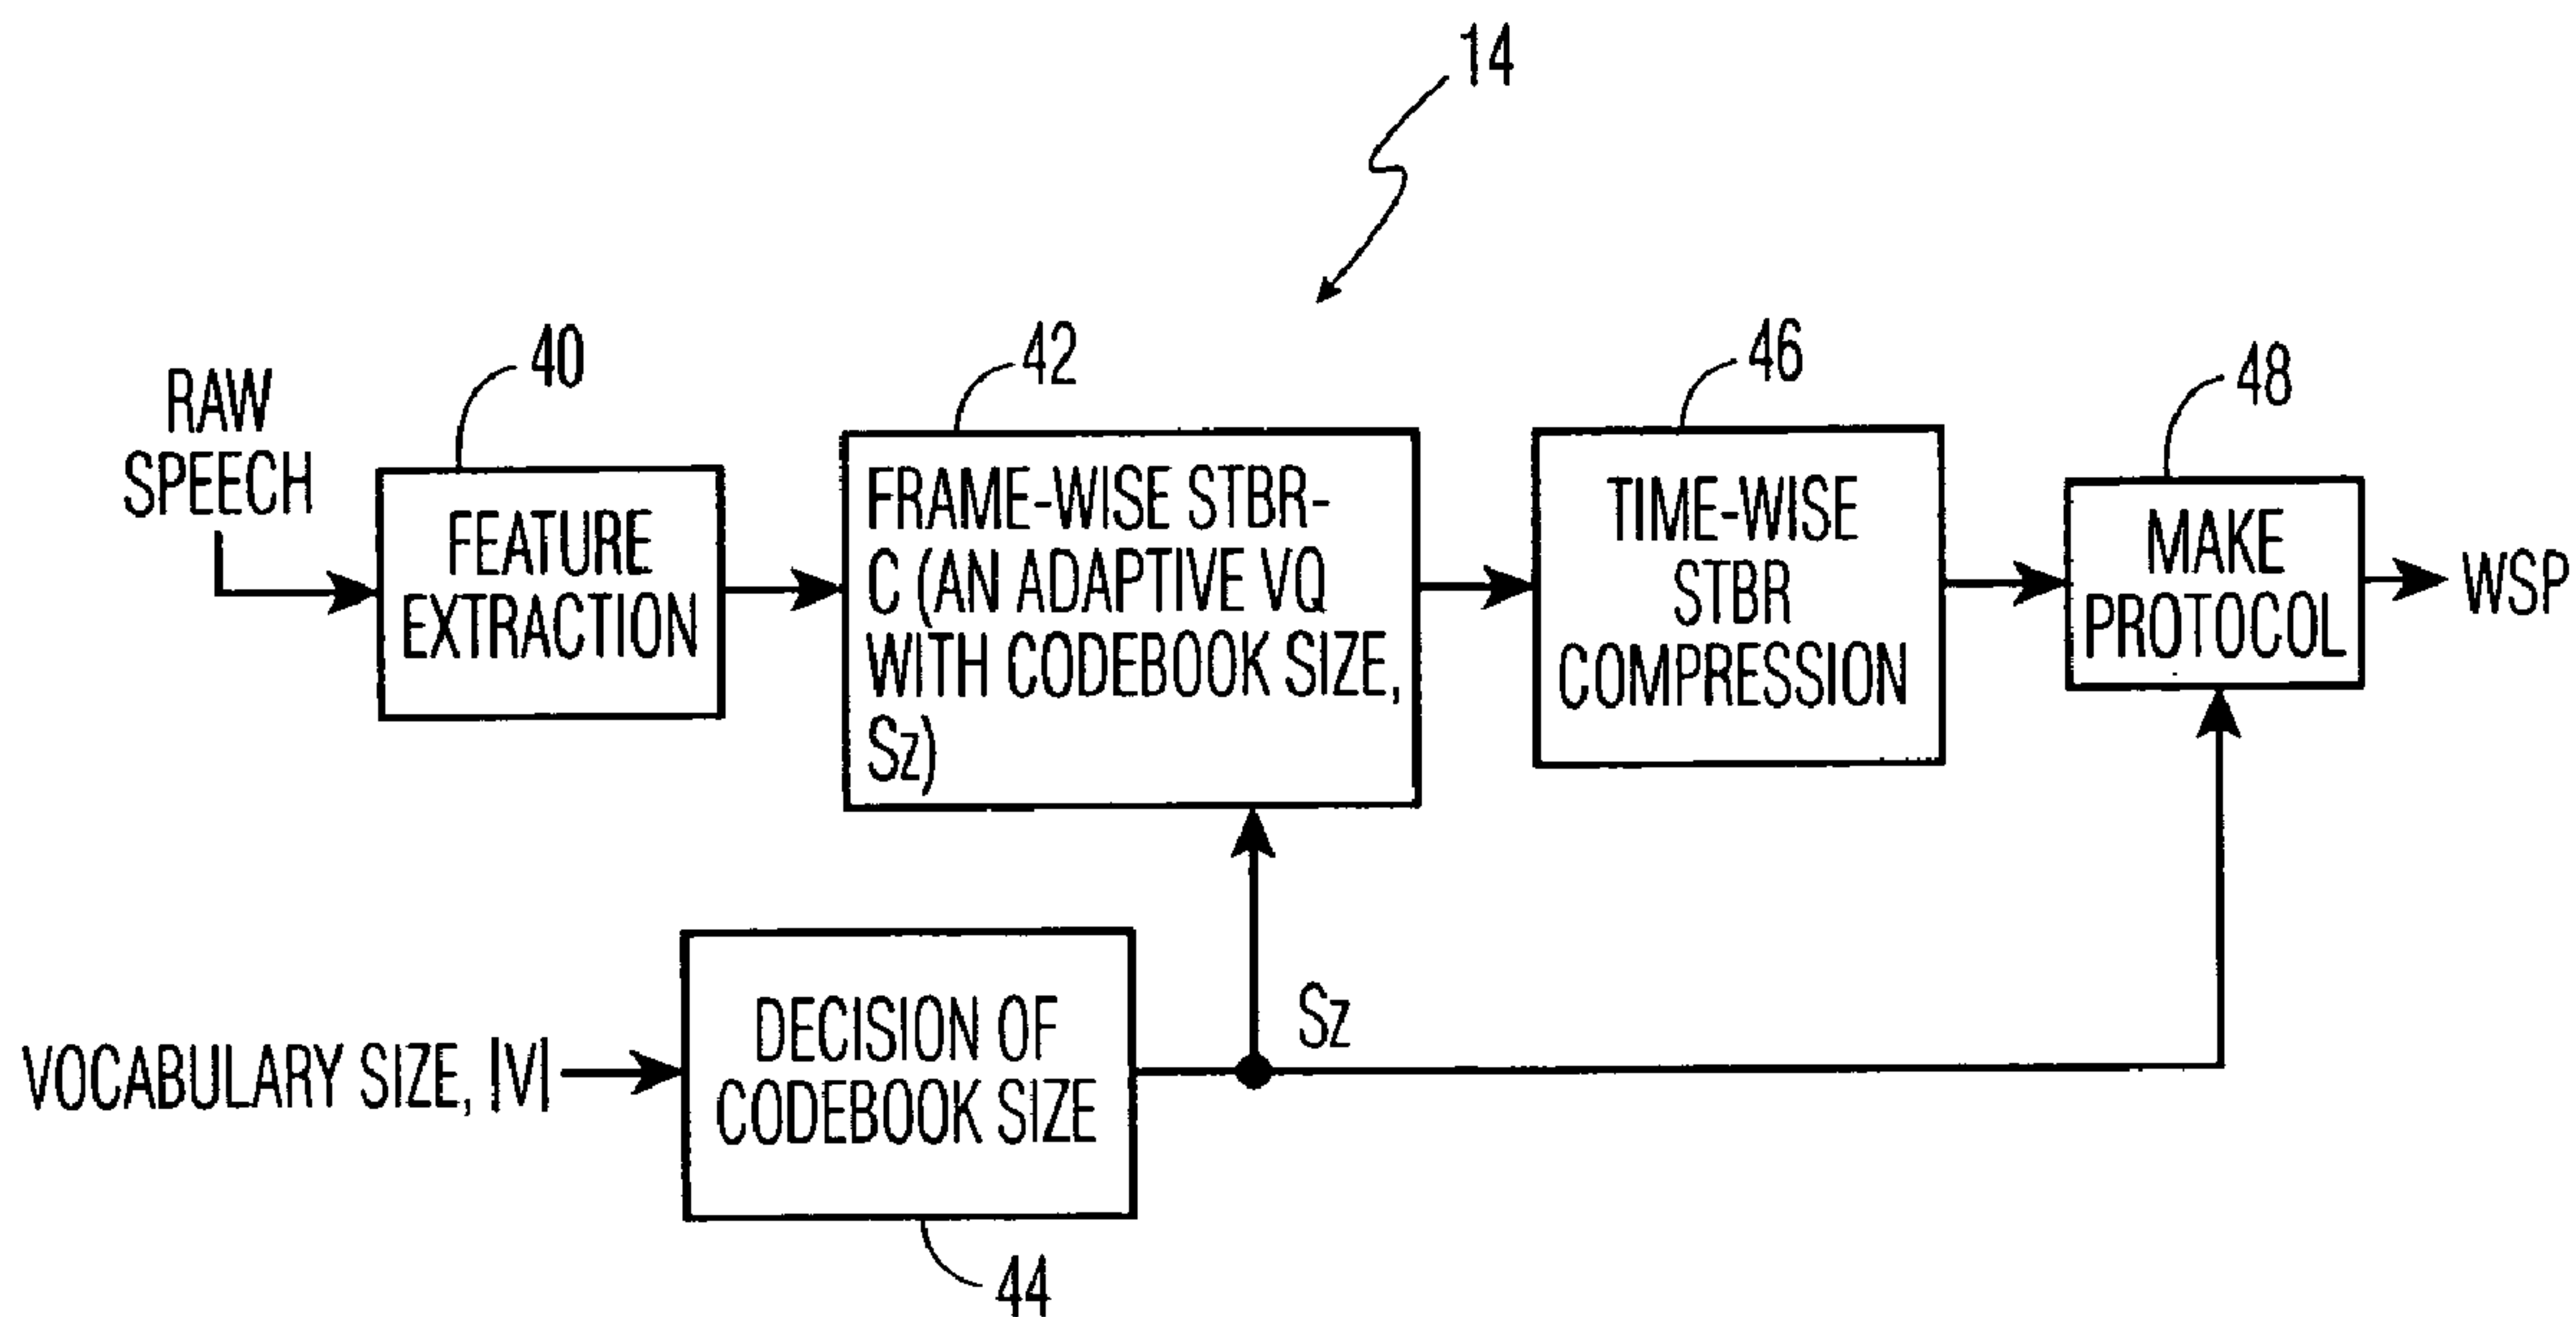 14
40
42
46
48
RAW
SPEECH
FEATURE
EXTRACTION
FRAME-WISE STBR-
C (AN ADAPTIVE VQ
WITH CODEBOOK SIZE,
Sz)
TIME-WISE
STBR
COMPRESSION
MAKE
PROTOCOL
WSP
VOCABULARY SIZE, |V|
DECISION OF
CODEBOOK SIZE
Sz
44